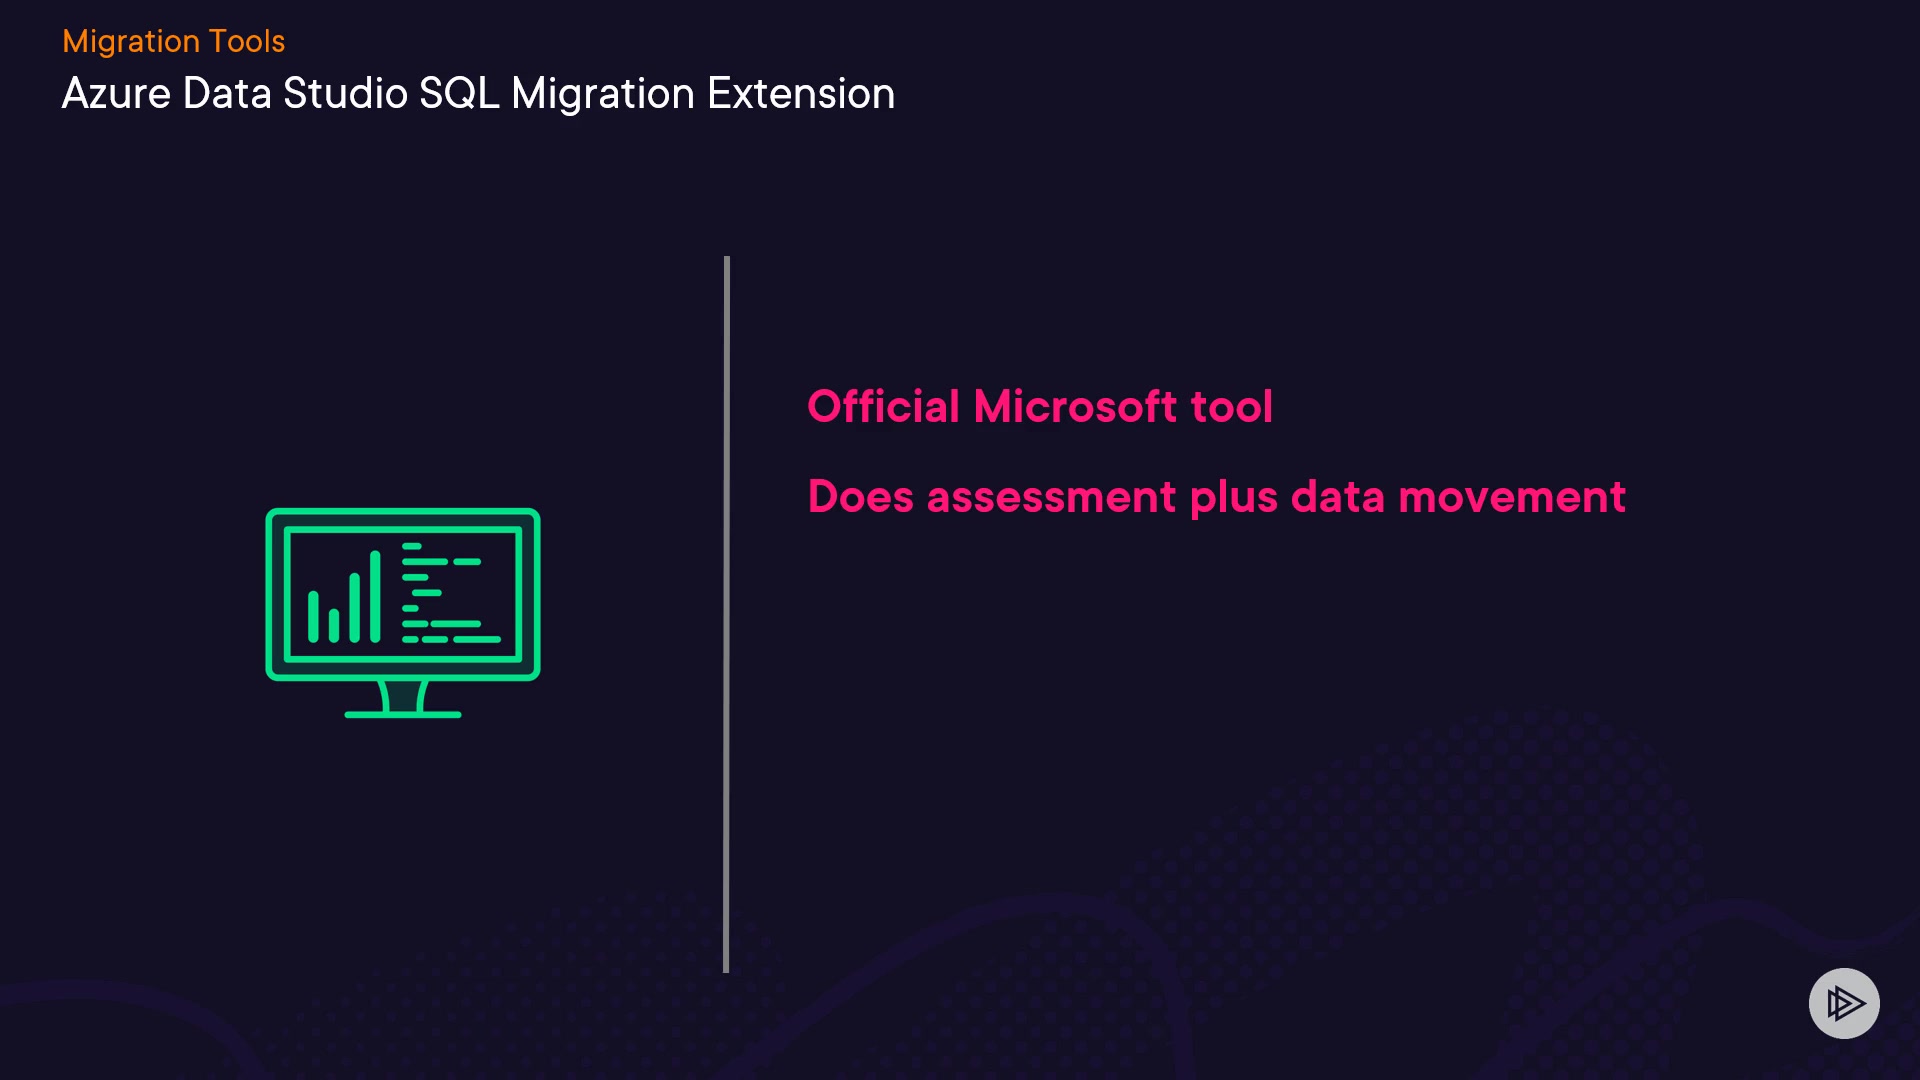 Migration Tools
Azure Data Studio SQL Migration Extension
Official Microsoft tool
Does assessment plus data movement